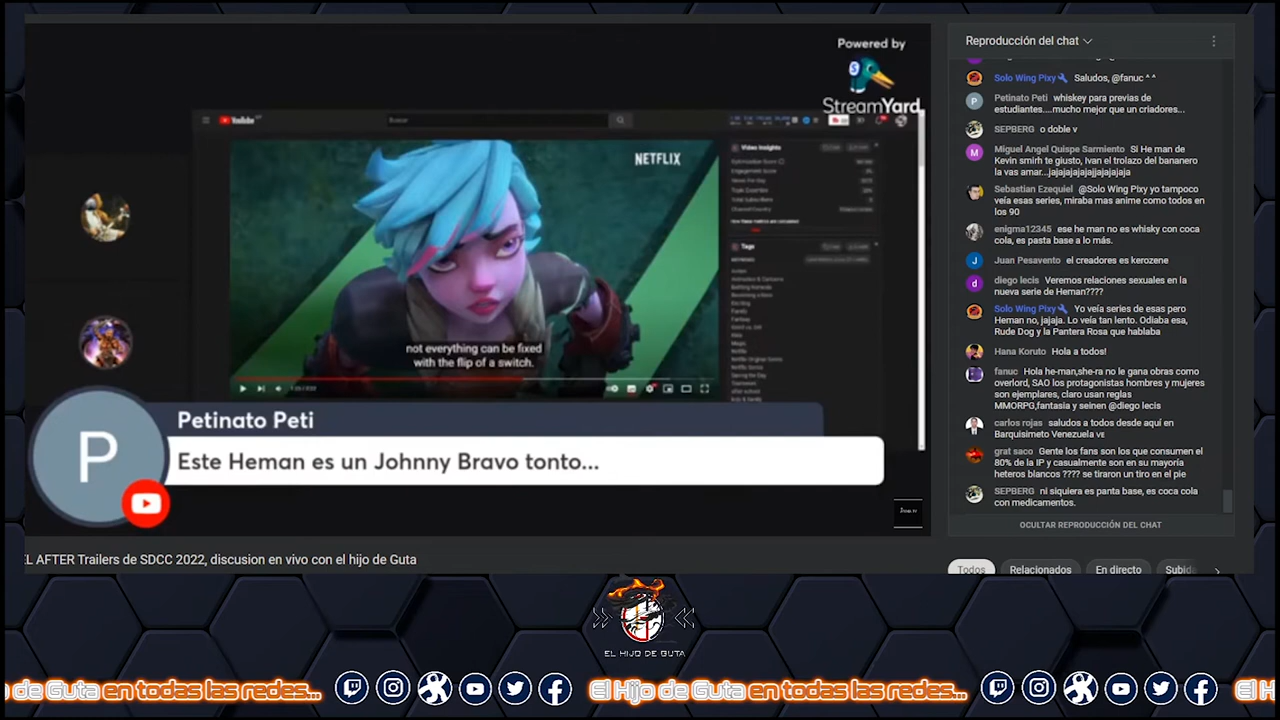 Powered by
StreamYard
YouTube
Buscar
NETFLIX
Video Insights
Tags
not everything can be fixed
with the flip of a switch.
Petinato Peti
Este Heman es un Johnny Bravo tonto...
P
EL AFTER Trailers de SDCC 2022, discusion en vivo con el hijo de Guta
Reproducción del chat
Solo Wing Pixy Saludos, @fanuc ^ ^
Petinato Peti whiskey para previas de
estudiantes....mucho mejor que un criadores...
SEPBERG o doble v
Miguel Angel Quispe Sarmiento Si He man de
Kevin smirh te giusto, Ivan el trolazo del bananero
la vas amar...jajajajajajjajajajaja
Sebastian Ezequiel @Solo Wing Pixy yo tampoco
veía esas series, miraba mas anime como todos en
los 90
enigma12345 ese he man no es whisky con coca
cola, es pasta base a lo más.
Juan Pesavento el creadores es kerozene
diego lecis Veremos relaciones sexuales en la
nueva serie de Heman????
Solo Wing Pixy Yo veía series de esas pero
Heman no, jajaja. Lo veía tan lento. Odiaba esa,
Rude Dog y la Pantera Rosa que hablaba
Hana Koruto Hola a todos!
fanuc Hola he-man,she-ra no le gana obras como
overlord, SAO los protagonistas hombres y mujeres
son ejemplares, claro usan reglas
MMORPG,fantasia y seinen @diego lecis
carlos rojas saludos a todos desde aquí en
Barquisimeto Venezuela VE
grat saco Gente los fans son los que consumen el
80% de la IP y casualmente son en su mayoría
heteros blancos ???? se tiraron un tiro en el pie
SEPBERG ni siquiera es panta base, es coca cola
con medicamentos.
OCULTAR REPRODUCCIÓN DEL CHAT
Todos Relacionados En directo Subid
EL HIJO DE GUTA
o de Guta en todas las redes... El Hijo de Guta en todas las redes... El H